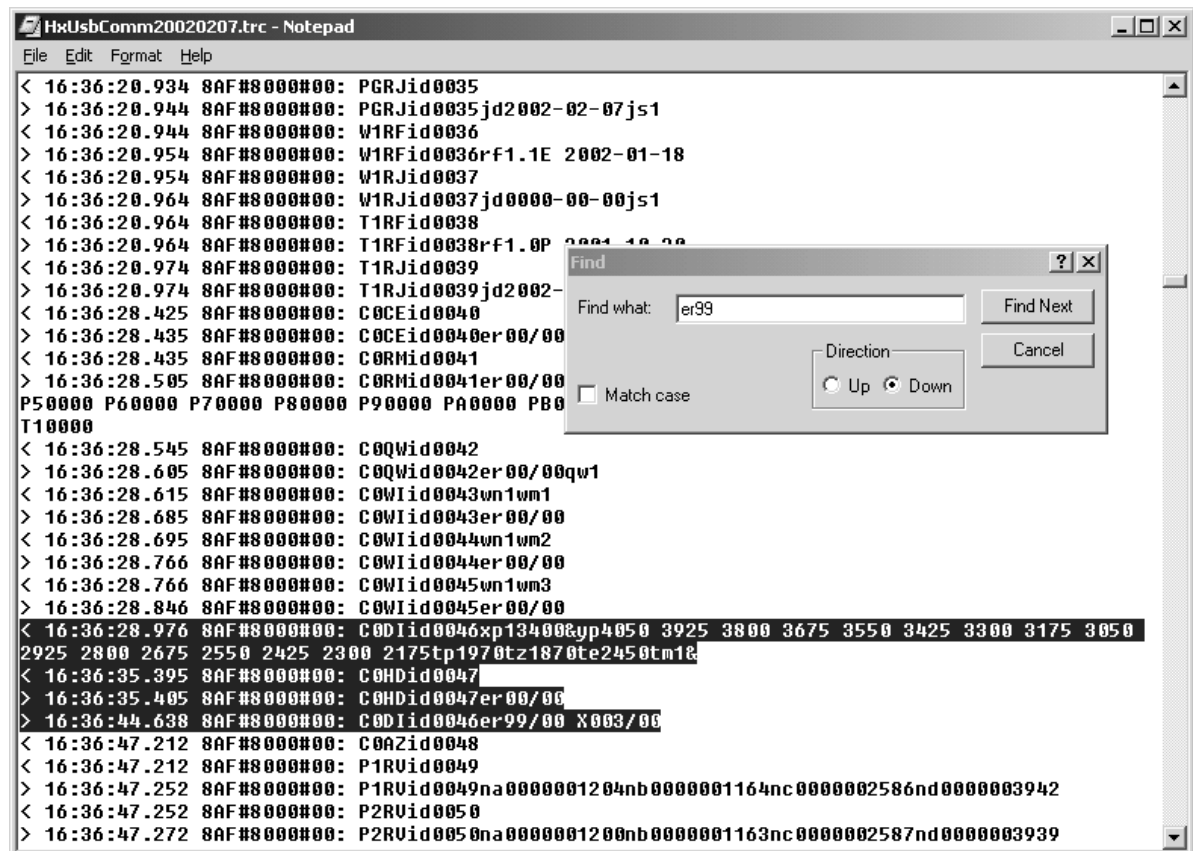 HxUsbComm20020207.trc - Notepad
File Edit Format Help
< 16:36:20.934 8AF#8000#00: PGRJid0035
> 16:36:20.944 8AF#8000#00: PGRJid0035jd2002-02-07js1
< 16:36:20.944 8AF#8000#00: W1RFid0036
> 16:36:20.954 8AF#8000#00: W1RFid0036rf1.1E 2002-01-18
< 16:36:20.954 8AF#8000#00: W1RJid0037
> 16:36:20.964 8AF#8000#00: W1RJid0037jd0000-00-00js1
< 16:36:20.964 8AF#8000#00: T1RFid0038
> 16:36:20.964 8AF#8000#00: T1RFid0038rf1.0P
< 16:36:20.974 8AF#8000#00: T1RJid0039
> 16:36:20.974 8AF#8000#00: T1RJid0039jd2002-
< 16:36:28.425 8AF#8000#00: C0CEid0040
> 16:36:28.435 8AF#8000#00: C0CEid0040er00/00
< 16:36:28.435 8AF#8000#00: C0RMid0041
> 16:36:28.505 8AF#8000#00: C0RMid0041er00/00
P50000 P60000 P70000 P80000 P90000 PA0000 PB0
T10000
< 16:36:28.545 8AF#8000#00: C0QWid0042
> 16:36:28.605 8AF#8000#00: C0QWid0042er00/00qw1
< 16:36:28.615 8AF#8000#00: C0WIid0043wn1wm1
> 16:36:28.685 8AF#8000#00: C0WIid0043er00/00
< 16:36:28.695 8AF#8000#00: C0WIid0044wn1wm2
> 16:36:28.766 8AF#8000#00: C0WIid0044er00/00
< 16:36:28.766 8AF#8000#00: C0WIid0045wn1wm3
> 16:36:28.846 8AF#8000#00: C0WIid0045er00/00
< 16:36:28.976 8AF#8000#00: C0DIid0046xp13400&yp4050 3925 3800 3675 3550 3425 3300 3175 3050
2925 2800 2675 2550 2425 2300 2175tp1970tz1870te2450tm1&
< 16:36:35.395 8AF#8000#00: C0HDid0047
> 16:36:35.405 8AF#8000#00: C0HDid0047er00/00
> 16:36:44.638 8AF#8000#00: C0DIid0046er99/00 X003/00
< 16:36:47.212 8AF#8000#00: C0AZid0048
< 16:36:47.212 8AF#8000#00: P1RVid0049
> 16:36:47.252 8AF#8000#00: P1RVid0049na0000001204nb0000001164nc0000002586nd0000003942
< 16:36:47.252 8AF#8000#00: P2RVid0050
> 16:36:47.272 8AF#8000#00: P2RVid0050na0000001200nb0000001163nc0000002587nd0000003939
Find
Find what: er99
Find Next
Direction
Cancel
Up Down
Match case